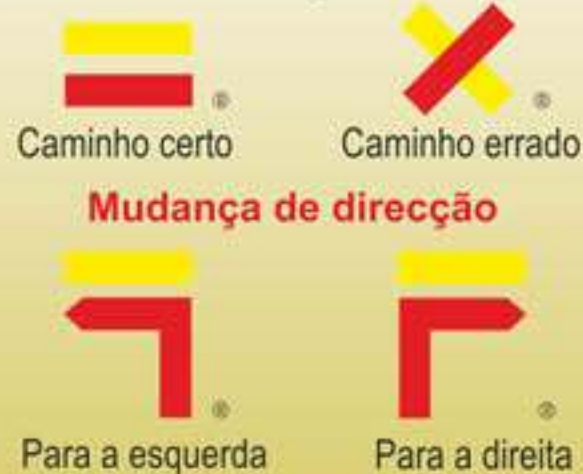 Caminho certo
Caminho errado
Mudança de direcção
Para a esquerda
Para a direita